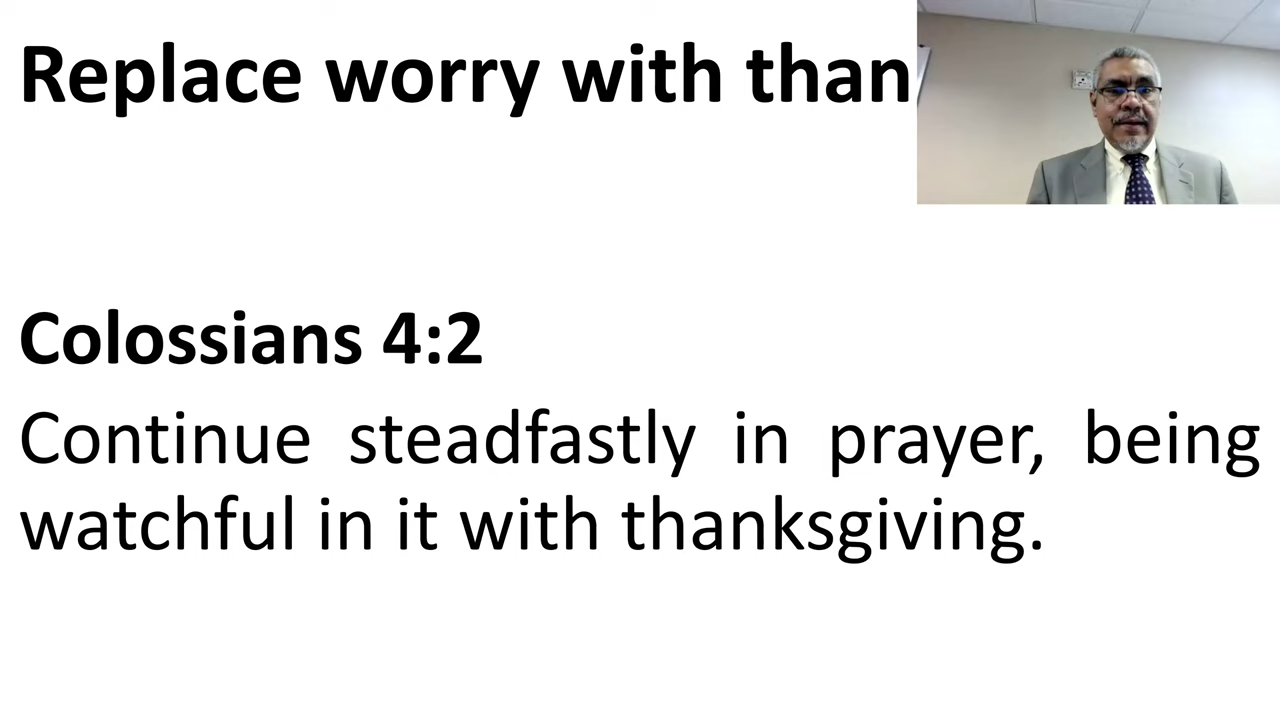 Replace worry with than
Colossians 4:2
Continue steadfastly in prayer, being
watchful in it with thanksgiving.